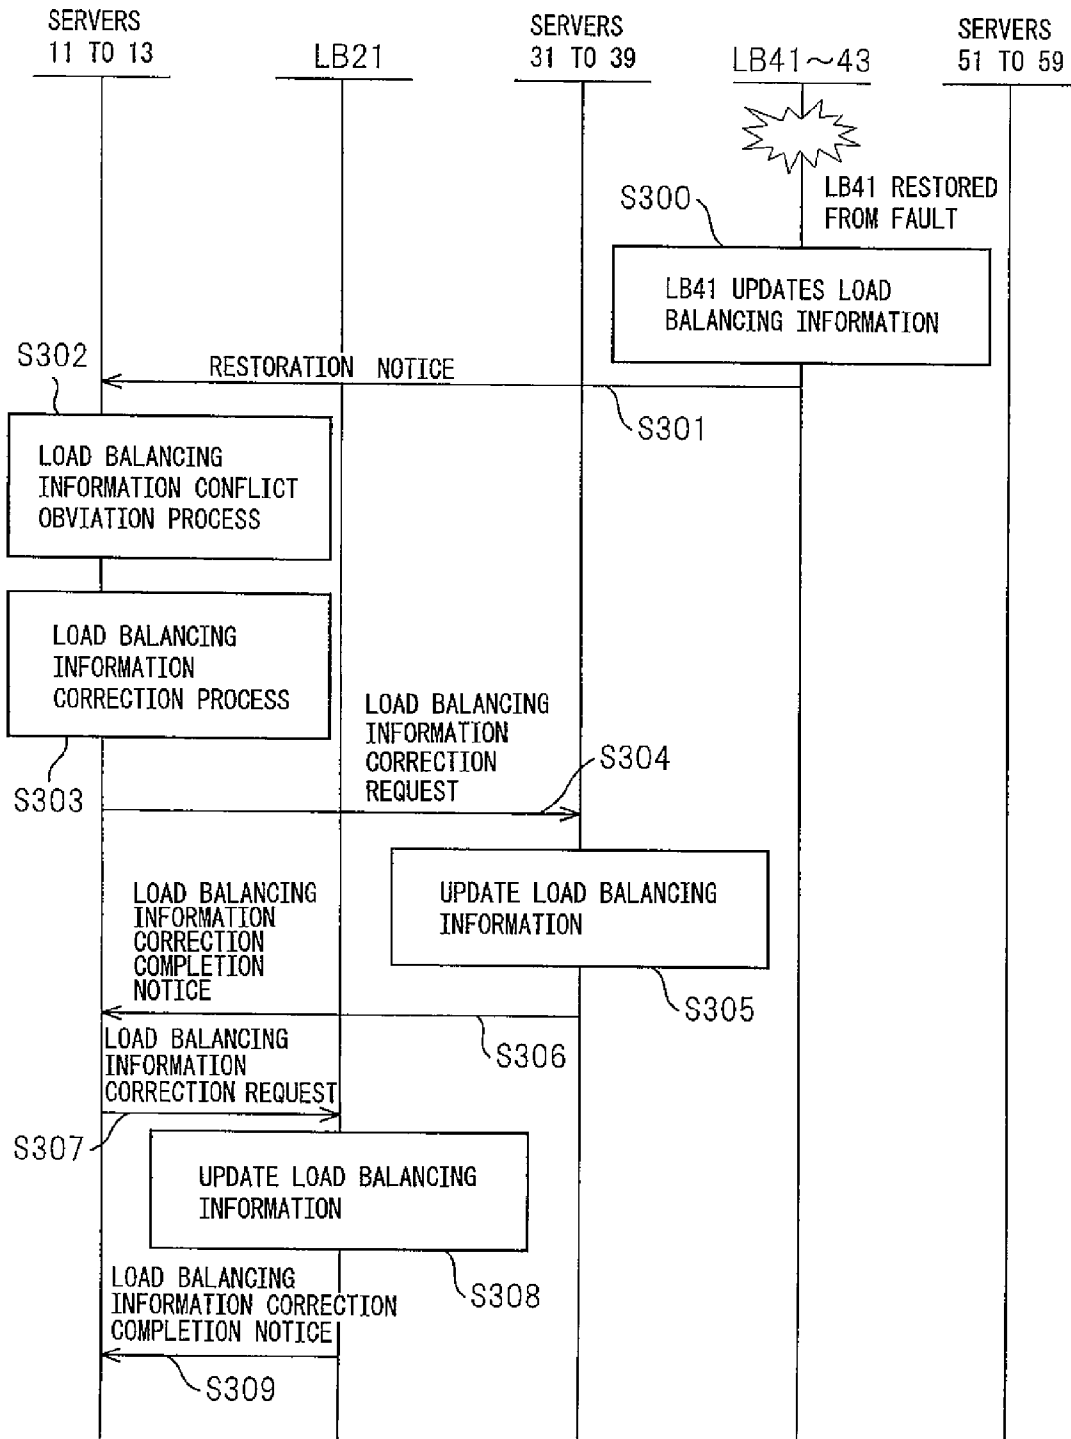 SERVERS
11 TO 13
LB21
SERVERS
31 TO 39
LB41～43
SERVERS
51 TO 59
LB41 RESTORED
FROM FAULT
S300
LB41 UPDATES LOAD
BALANCING INFORMATION
S302
RESTORATION NOTICE
S301
LOAD BALANCING
INFORMATION CONFLICT
OBVIATION PROCESS
LOAD BALANCING
INFORMATION
CORRECTION PROCESS
S303
LOAD BALANCING
INFORMATION
CORRECTION
REQUEST
S304
UPDATE LOAD BALANCING
INFORMATION
S305
LOAD BALANCING
INFORMATION
CORRECTION
COMPLETION
NOTICE
S306
LOAD BALANCING
INFORMATION
CORRECTION REQUEST
S307
UPDATE LOAD BALANCING
INFORMATION
S308
LOAD BALANCING
INFORMATION CORRECTION
COMPLETION NOTICE
S309